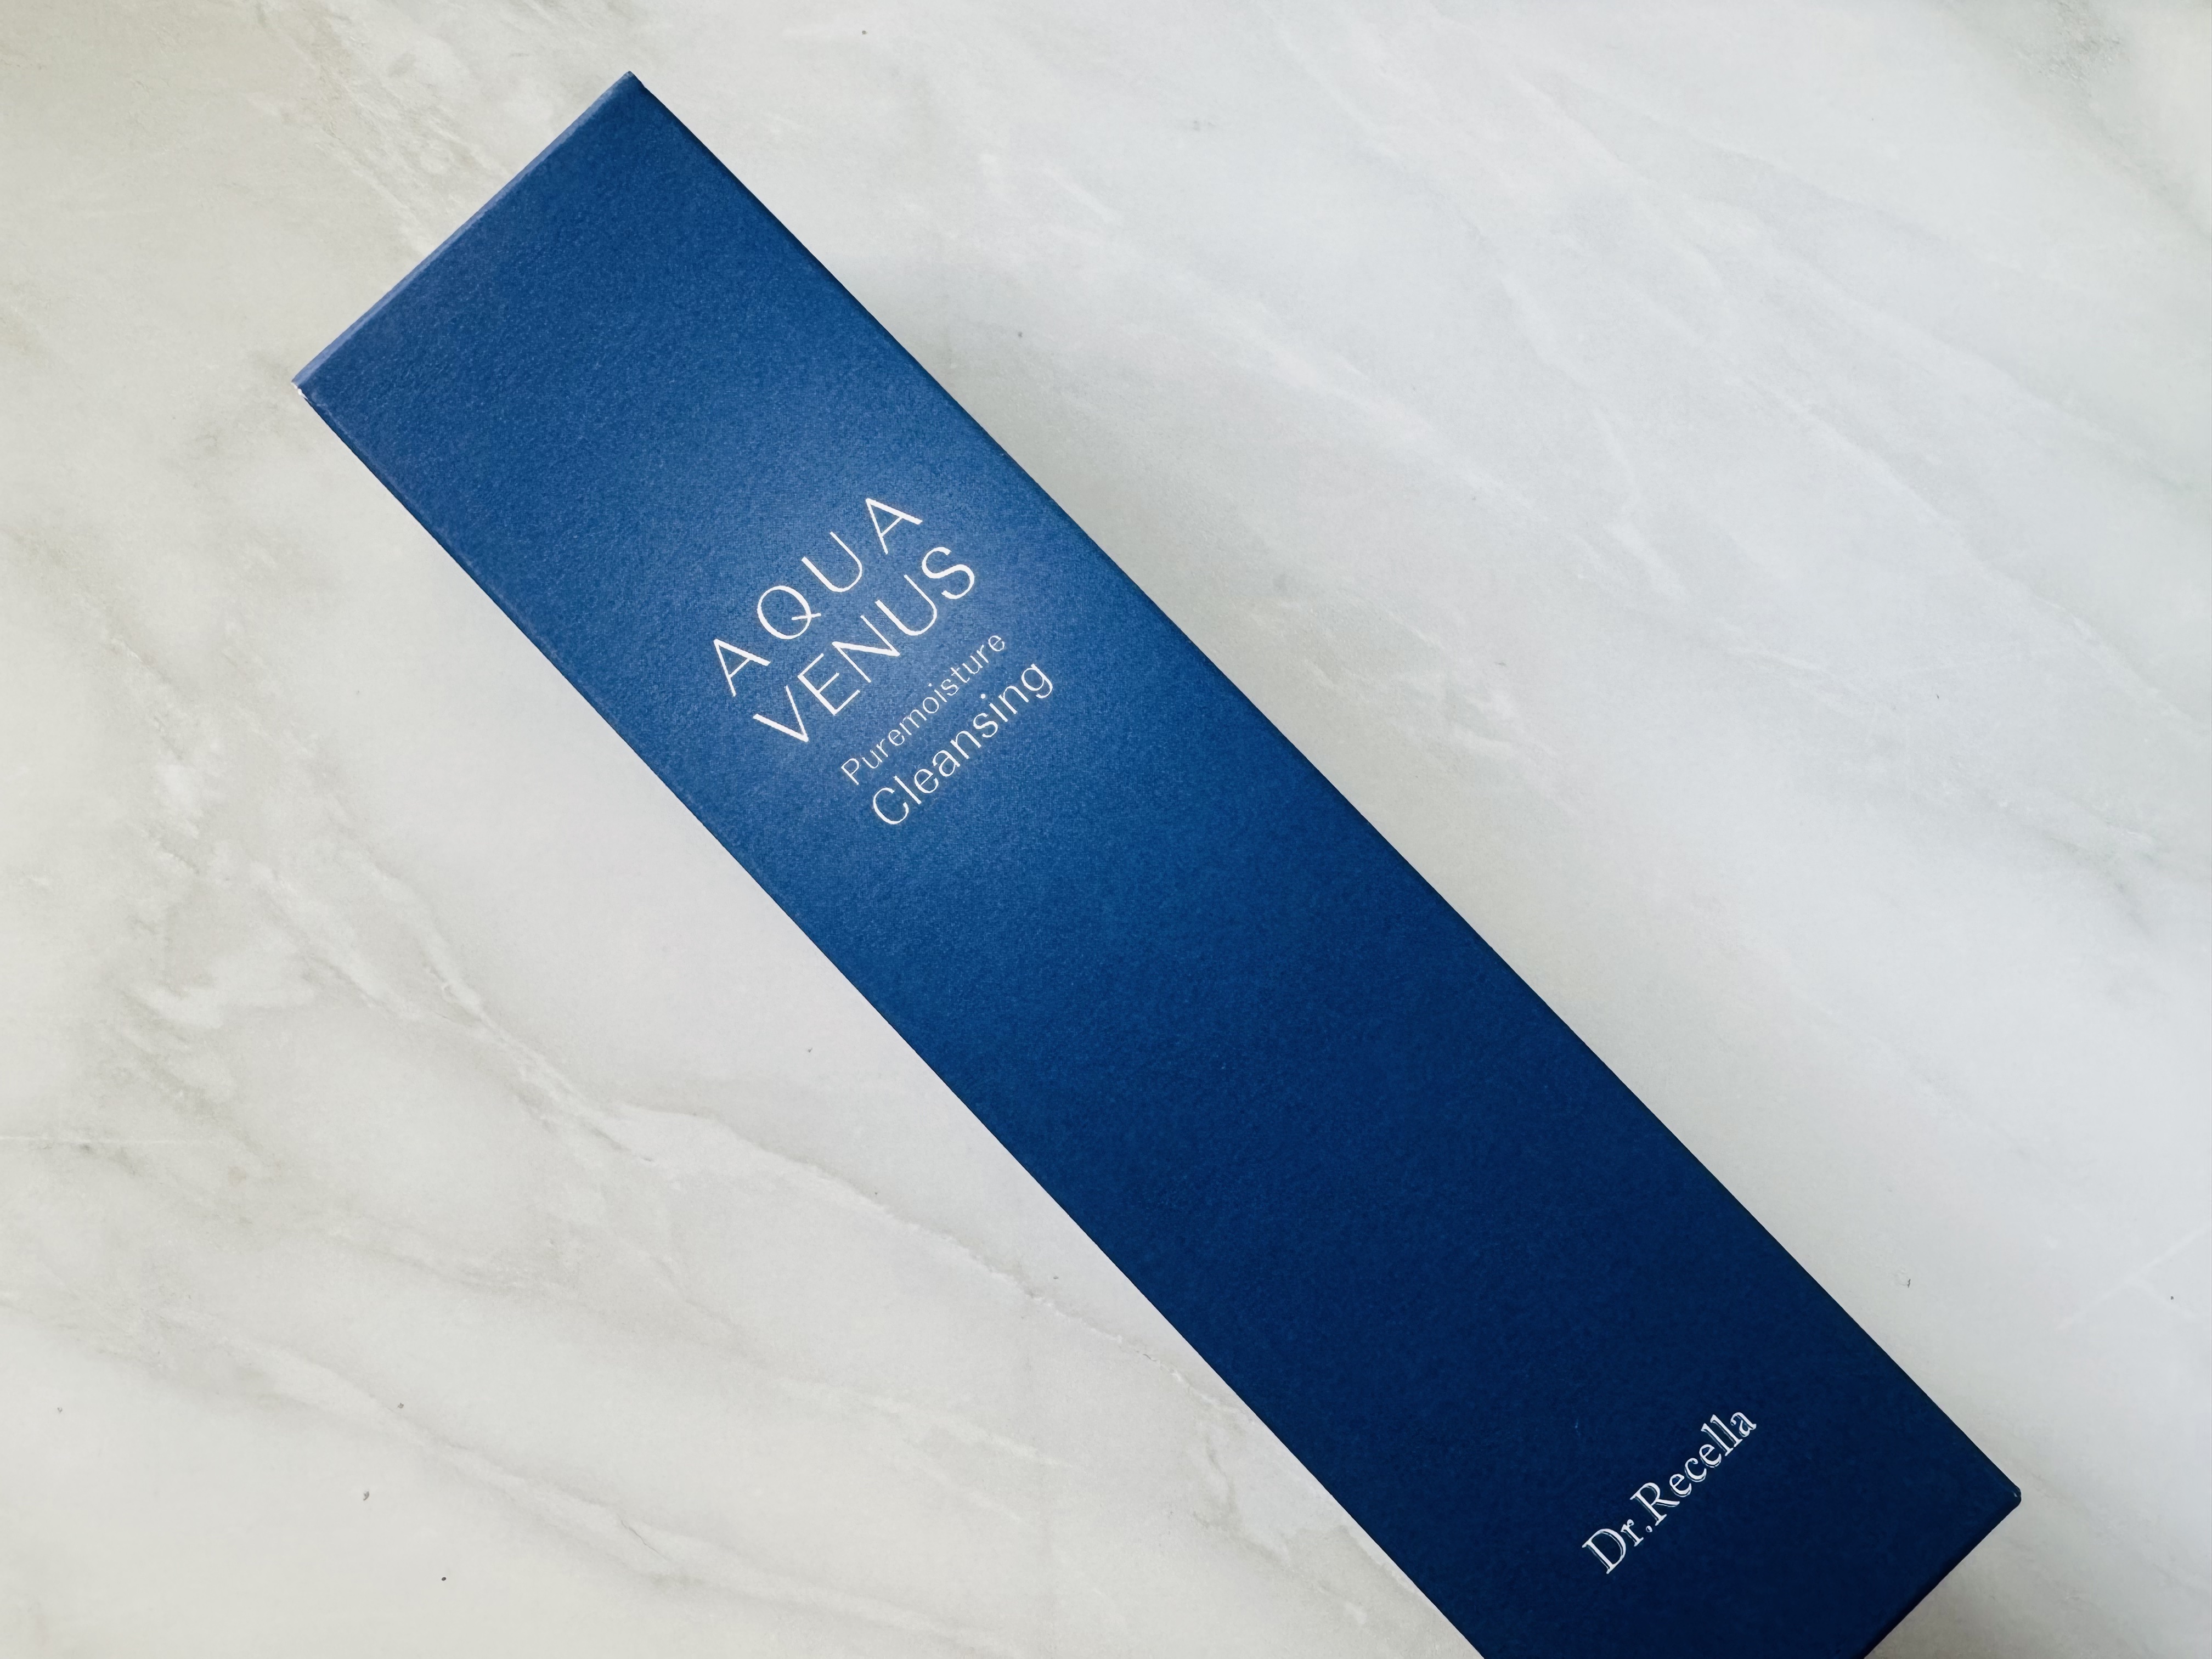 AQUA
VENUS
Puremoisture
Cleansing
Dr.Recella